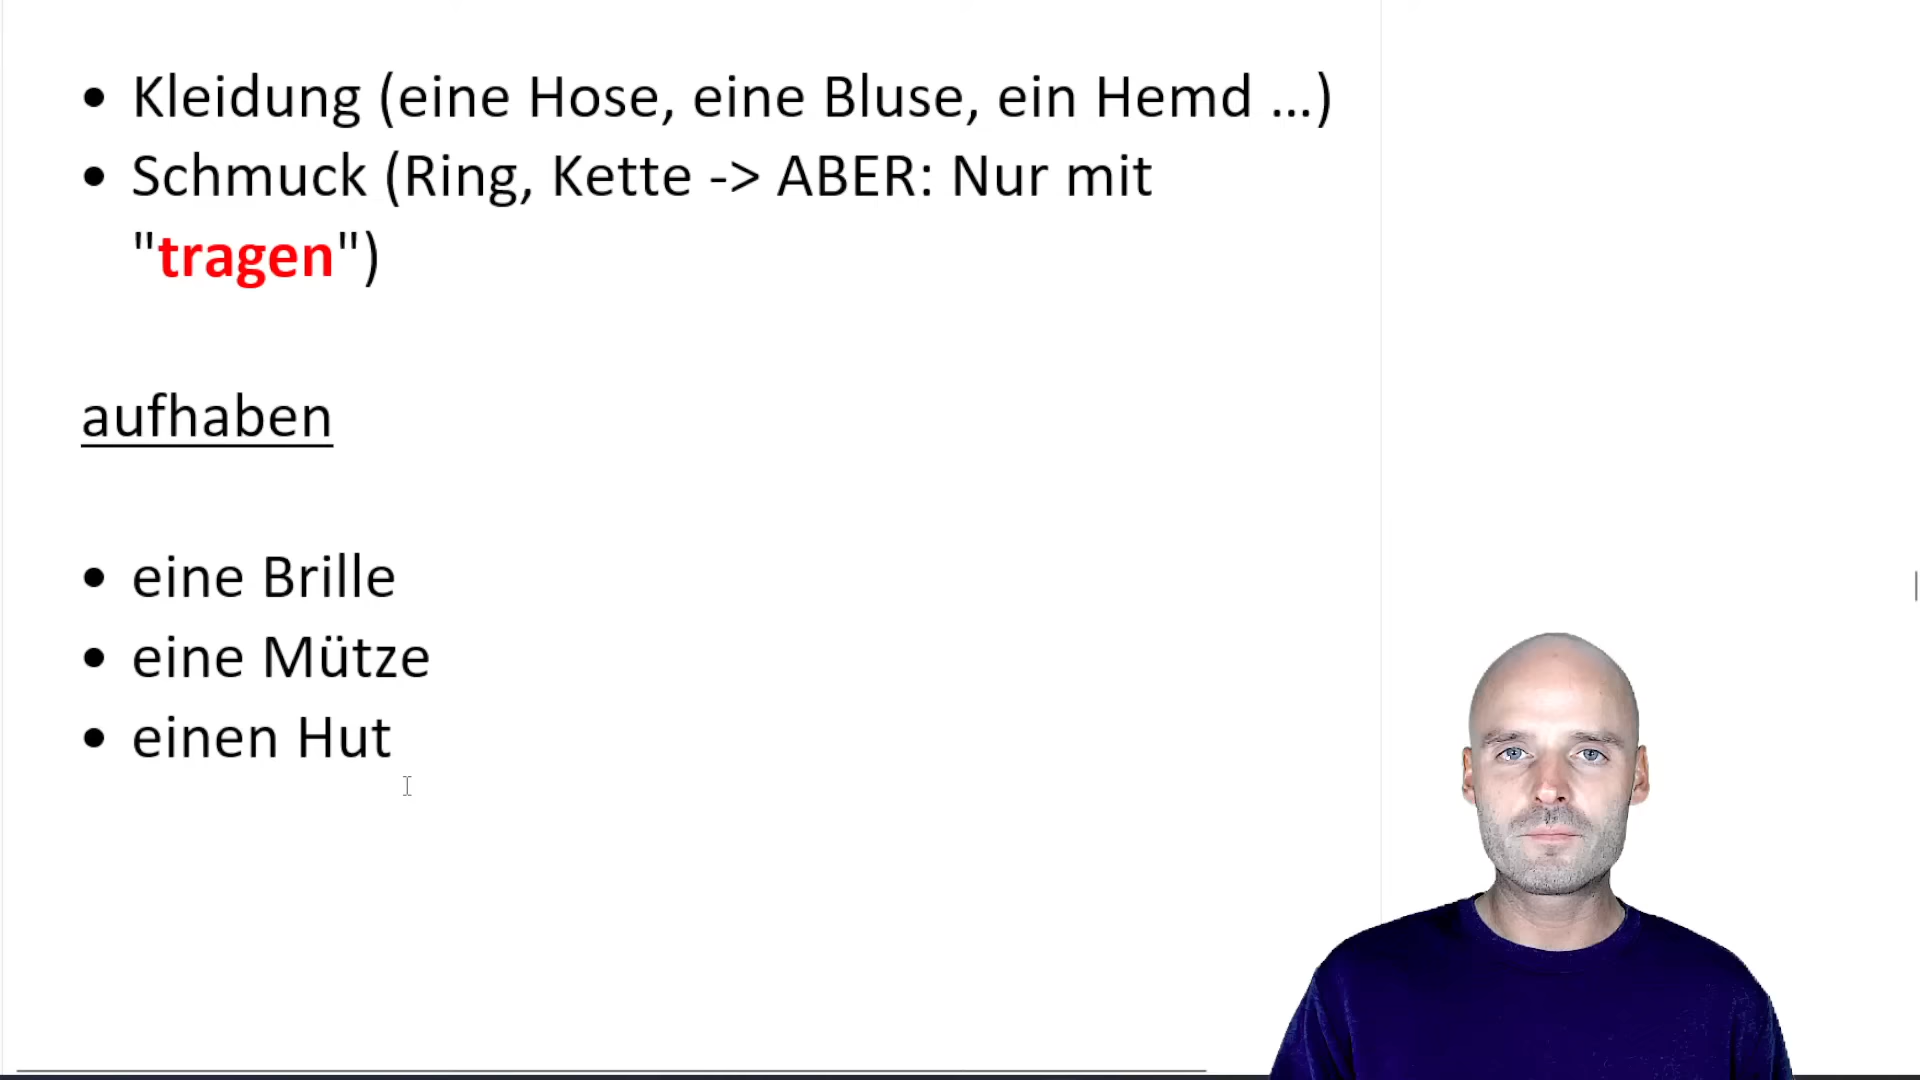 • Kleidung (eine Hose, eine Bluse, ein Hemd ...)
• Schmuck (Ring, Kette -> ABER: Nur mit
"tragen")
aufhaben
• eine Brille
• eine Mütze
• einen Hut